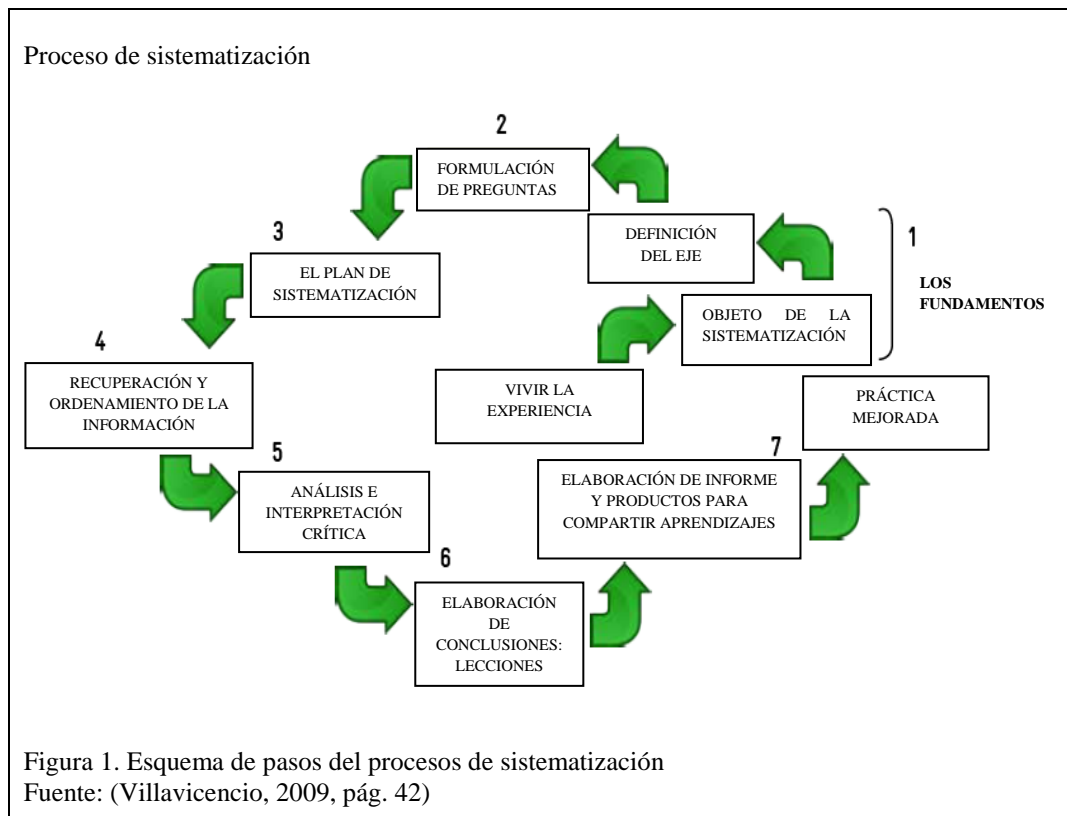 Proceso de sistematización
2
FORMULACIÓN
DE PREGUNTAS
3
EL PLAN DE
SISTEMATIZACIÓN
DEFINICIÓN
DEL EJE
1
LOS
FUNDAMENTOS
OBJETO DE LA
SISTEMATIZACIÓN
4
RECUPERACIÓN Y
ORDENAMIENTO DE LA
INFORMACIÓN
VIVIR LA
EXPERIENCIA
PRÁCTICA
MEJORADA
5
ANÁLISIS E
INTERPRETACIÓN
CRÍTICA
7
ELABORACIÓN DE INFORME
Y PRODUCTOS PARA
COMPARTIR APRENDIZAJES
6
ELABORACIÓN
DE
CONCLUSIONES:
LECCIONES
Figura 1. Esquema de pasos del procesos de sistematización
Fuente: (Villavicencio, 2009, pág. 42)